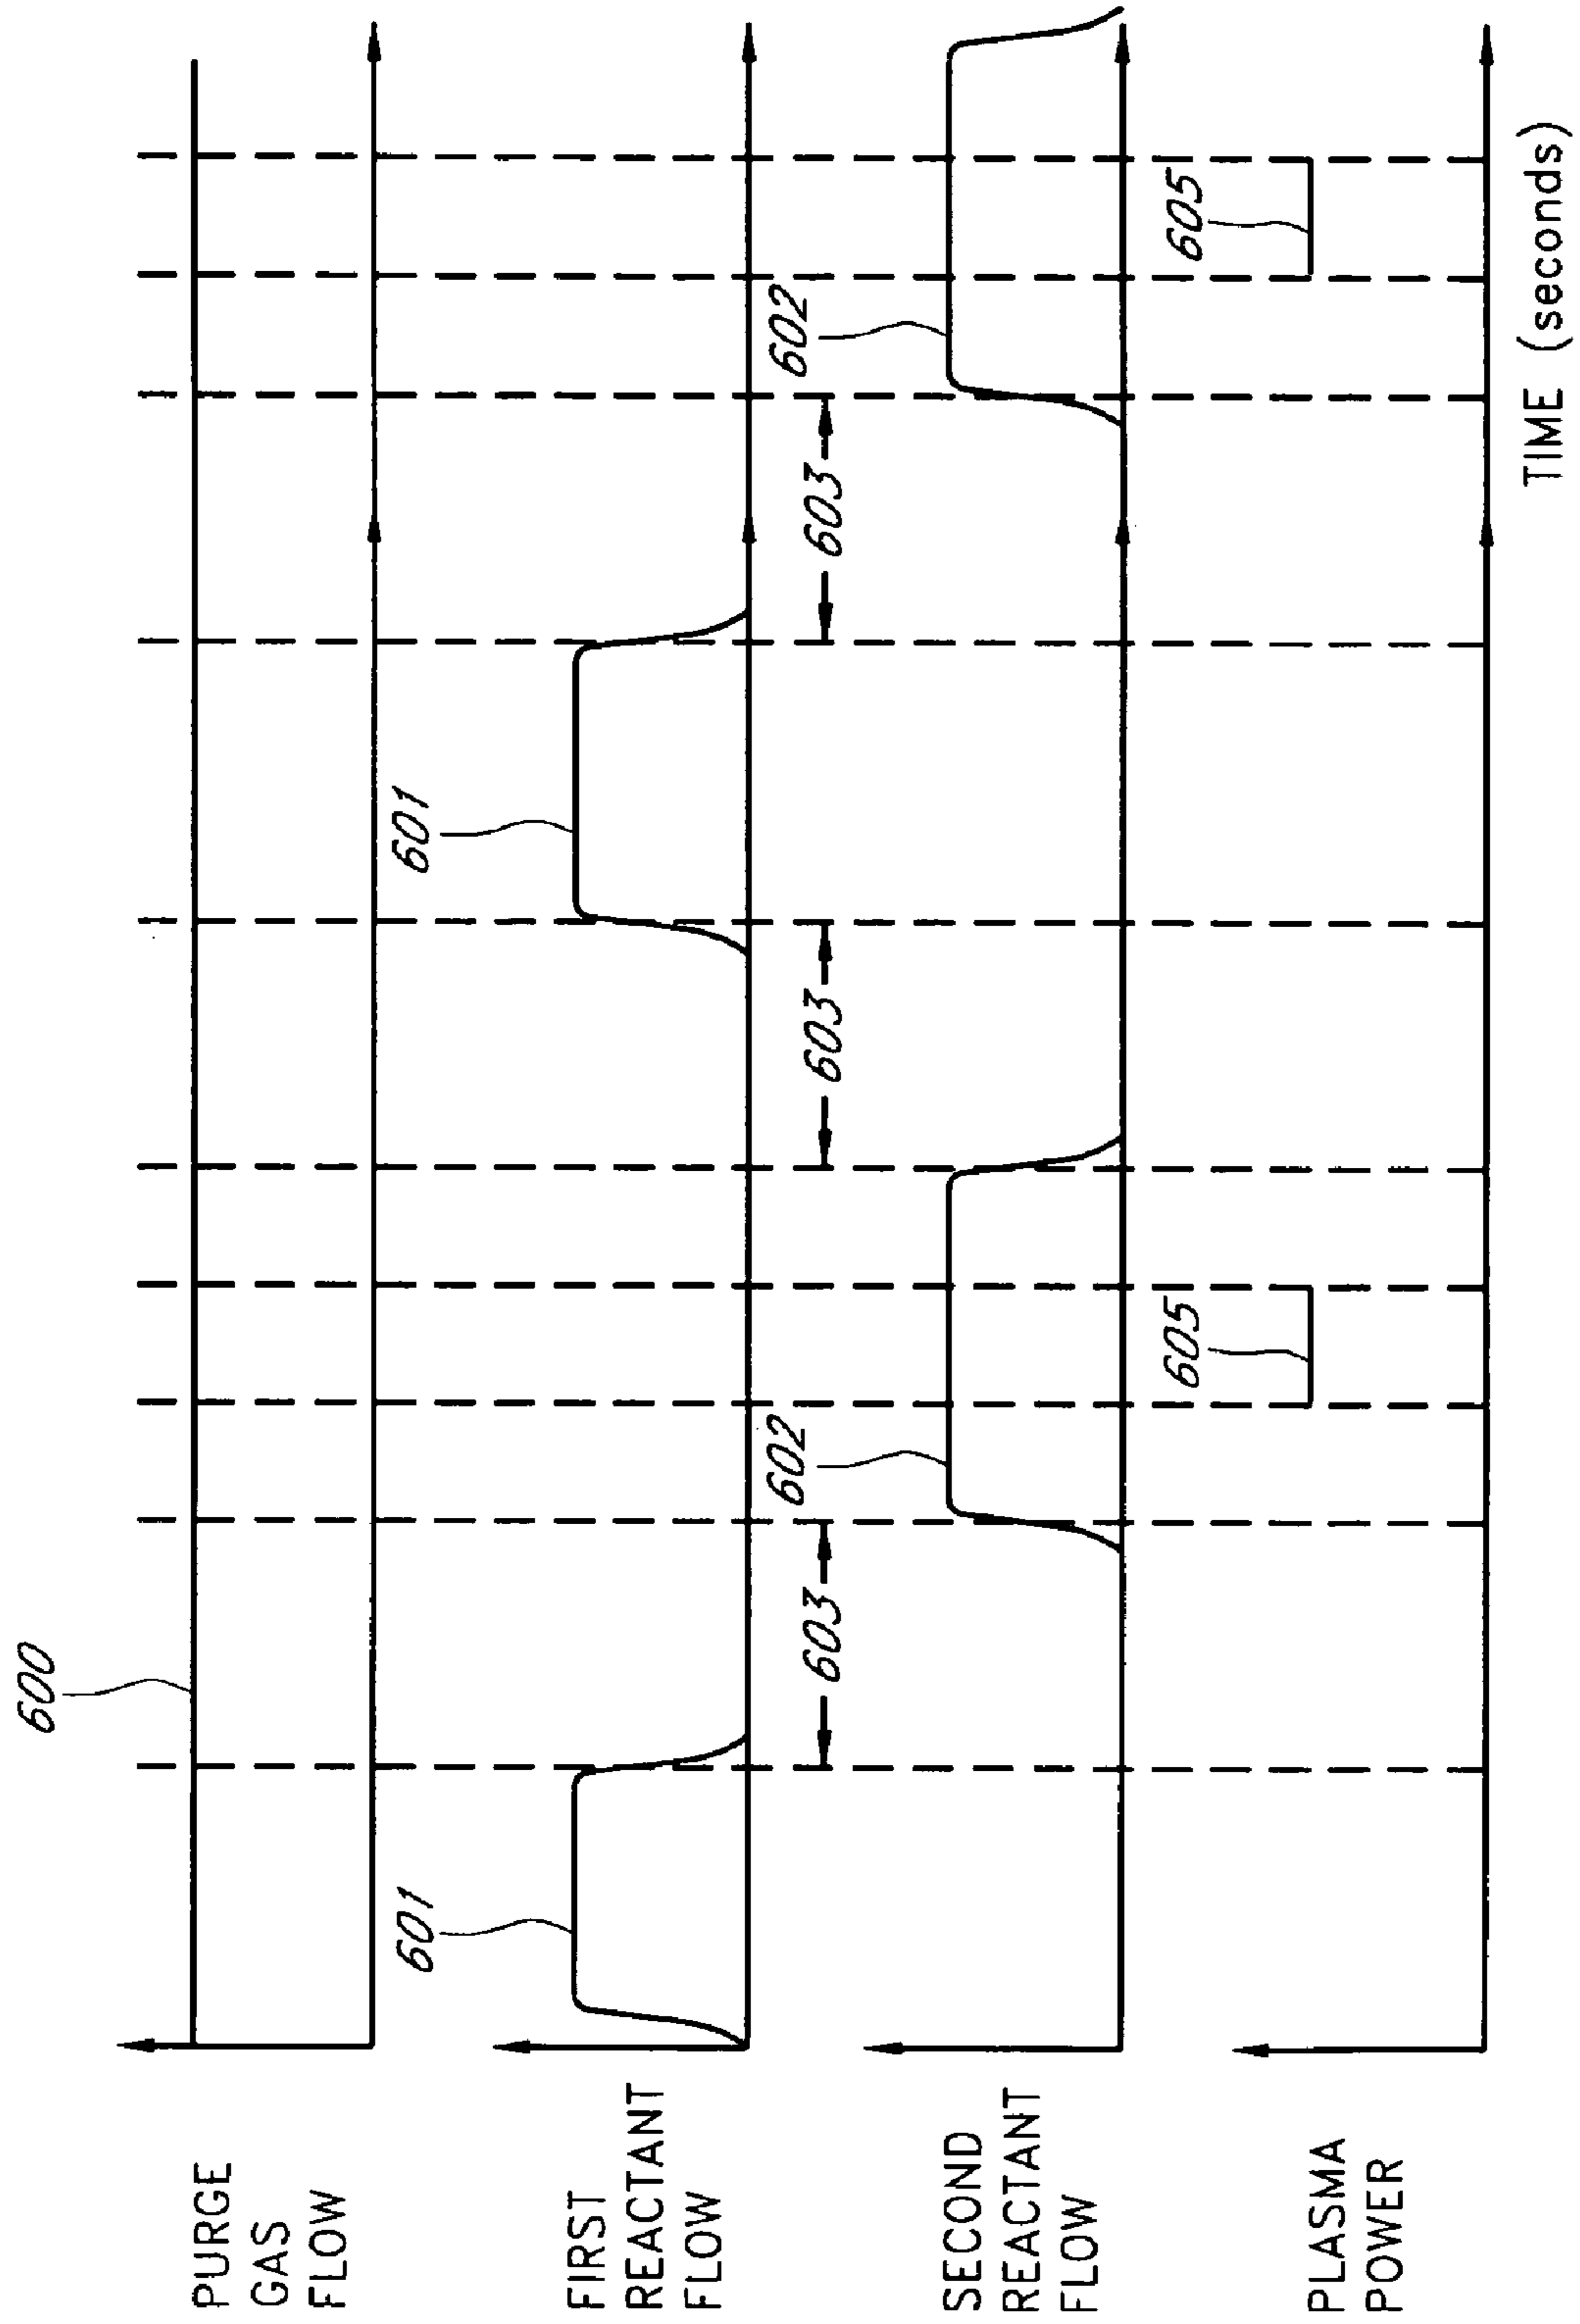 600
PURGE
GAS
FLOW
601
601
FIRST
REACTANT
FLOW
603
603
603
602
602
SECOND
REACTANT
FLOW
605
605
PLASMA
POWER
TIME (seconds)